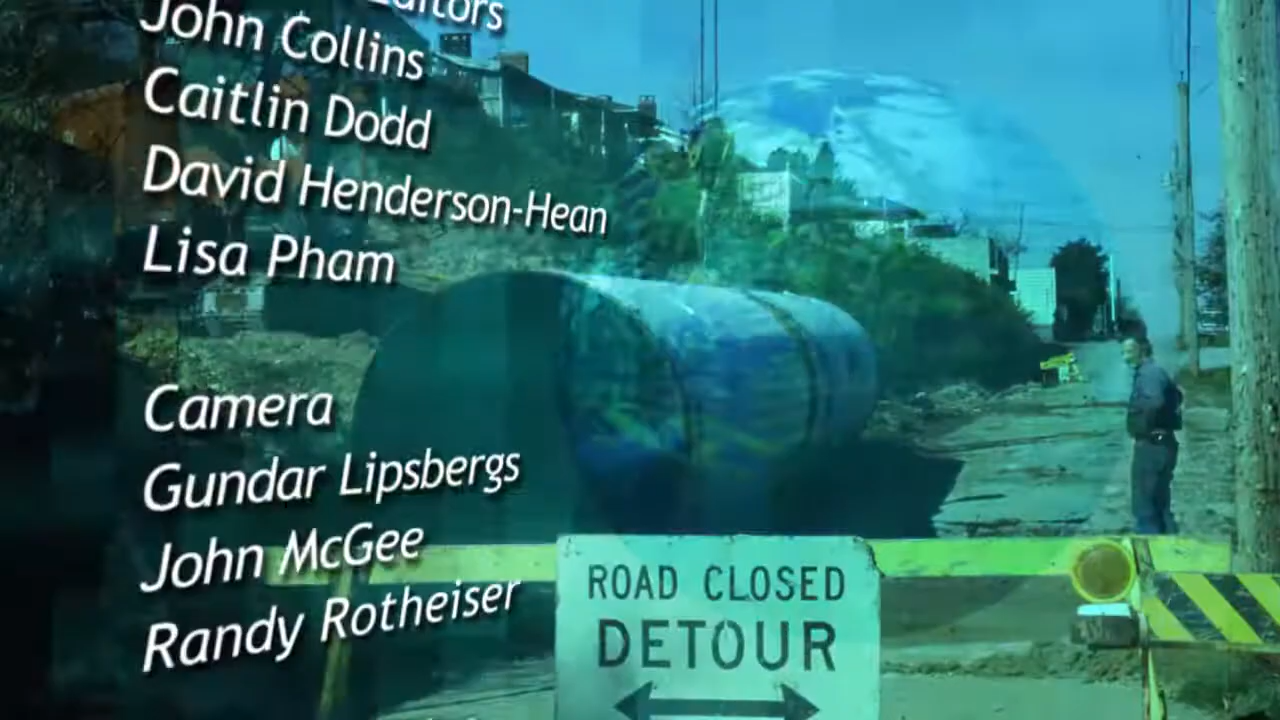 John Collins
Caitlin Dodd
David Henderson-Hean
Lisa Pham
Camera
Gundar Lipsbergs
John McGee
Randy Rotheiser
ROAD CLOSED
DETOUR